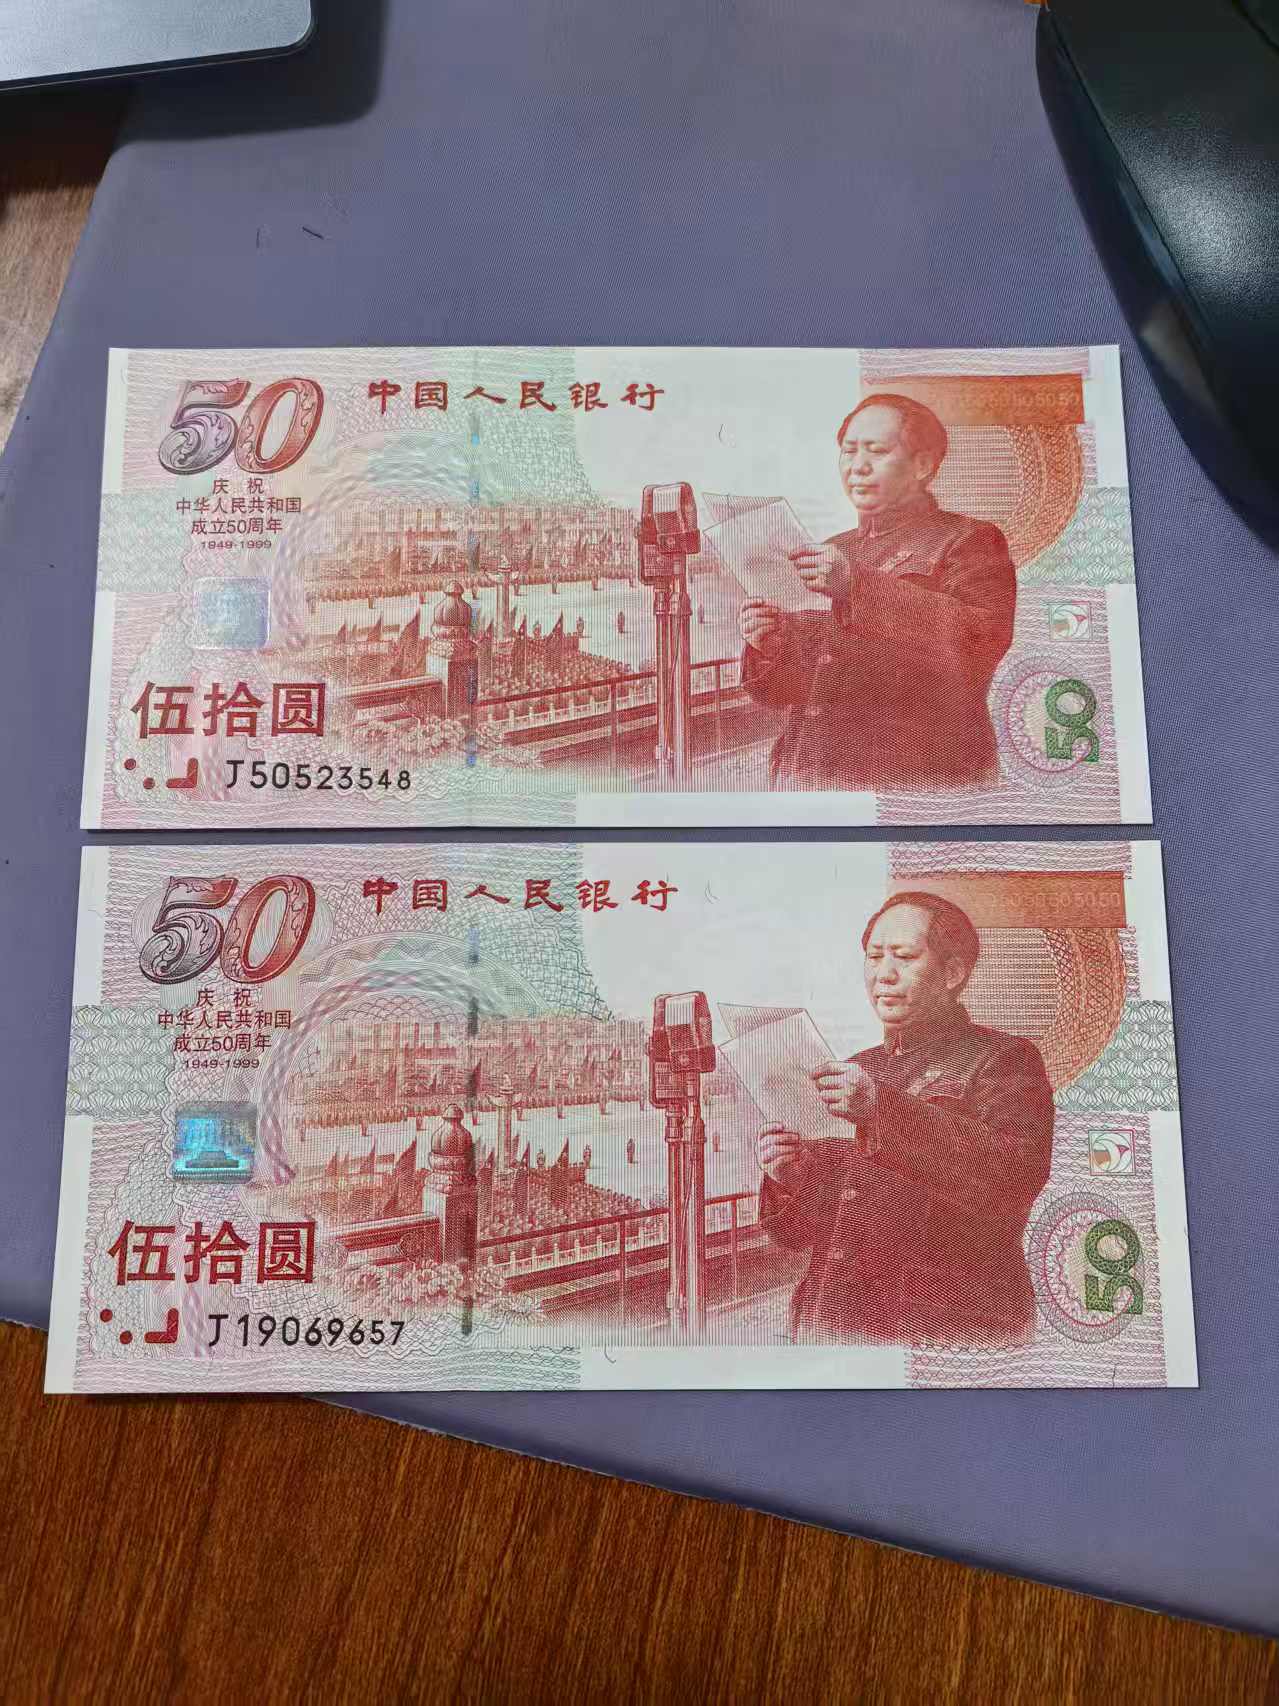 50
中国人民银行
庆祝
中华人民共和国
成立50周年
1949-1999
伍拾圆
J50523548
50
50
中国人民银行
庆祝
中华人民共和国
成立50周年
1949-1999
伍拾圆
J19069657
50